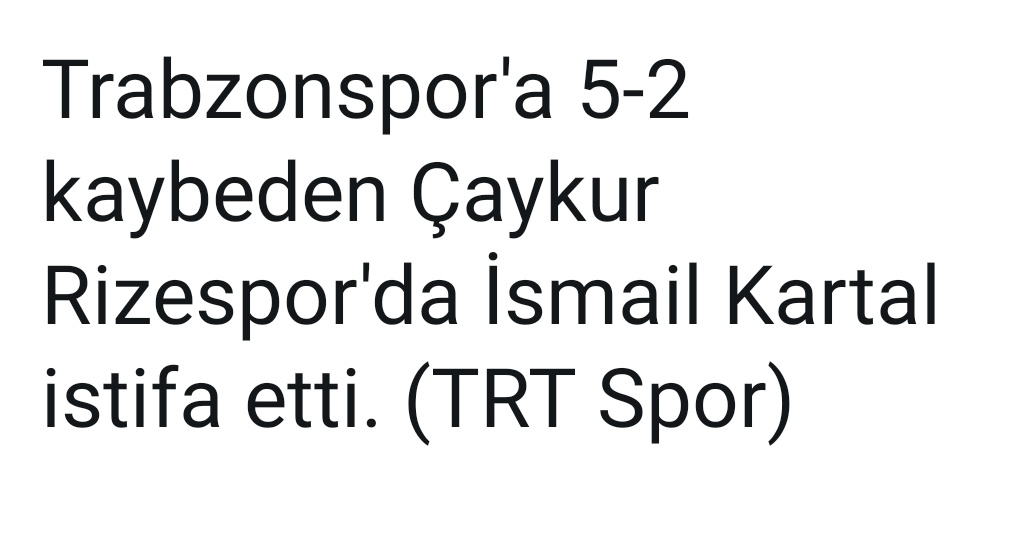 Trabzonspor'a 5-2
kaybeden Çaykur
Rizespor'da İsmail Kartal
istifa etti. (TRT Spor)